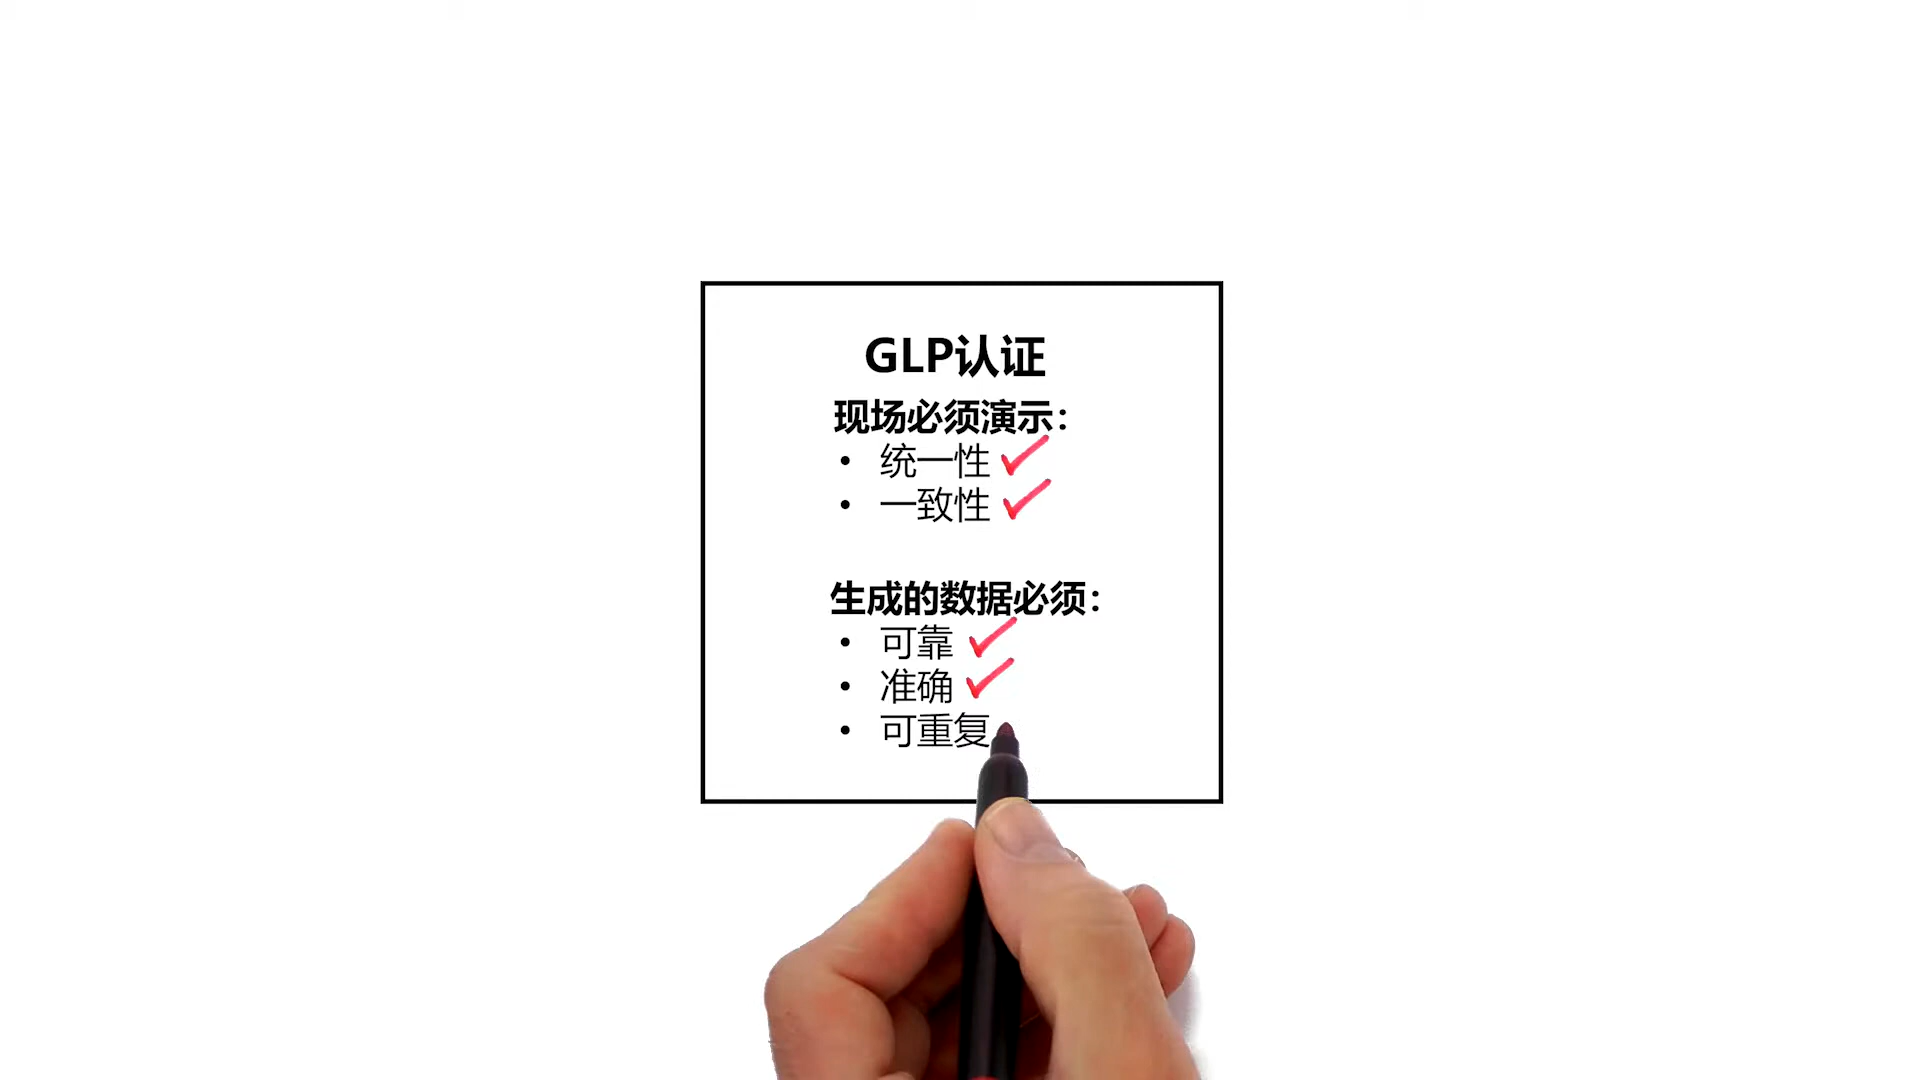 GLP认证
现场必须演示：
• 统一性
• 一致性
生成的数据必须：
• 可靠
• 准确
• 可重复